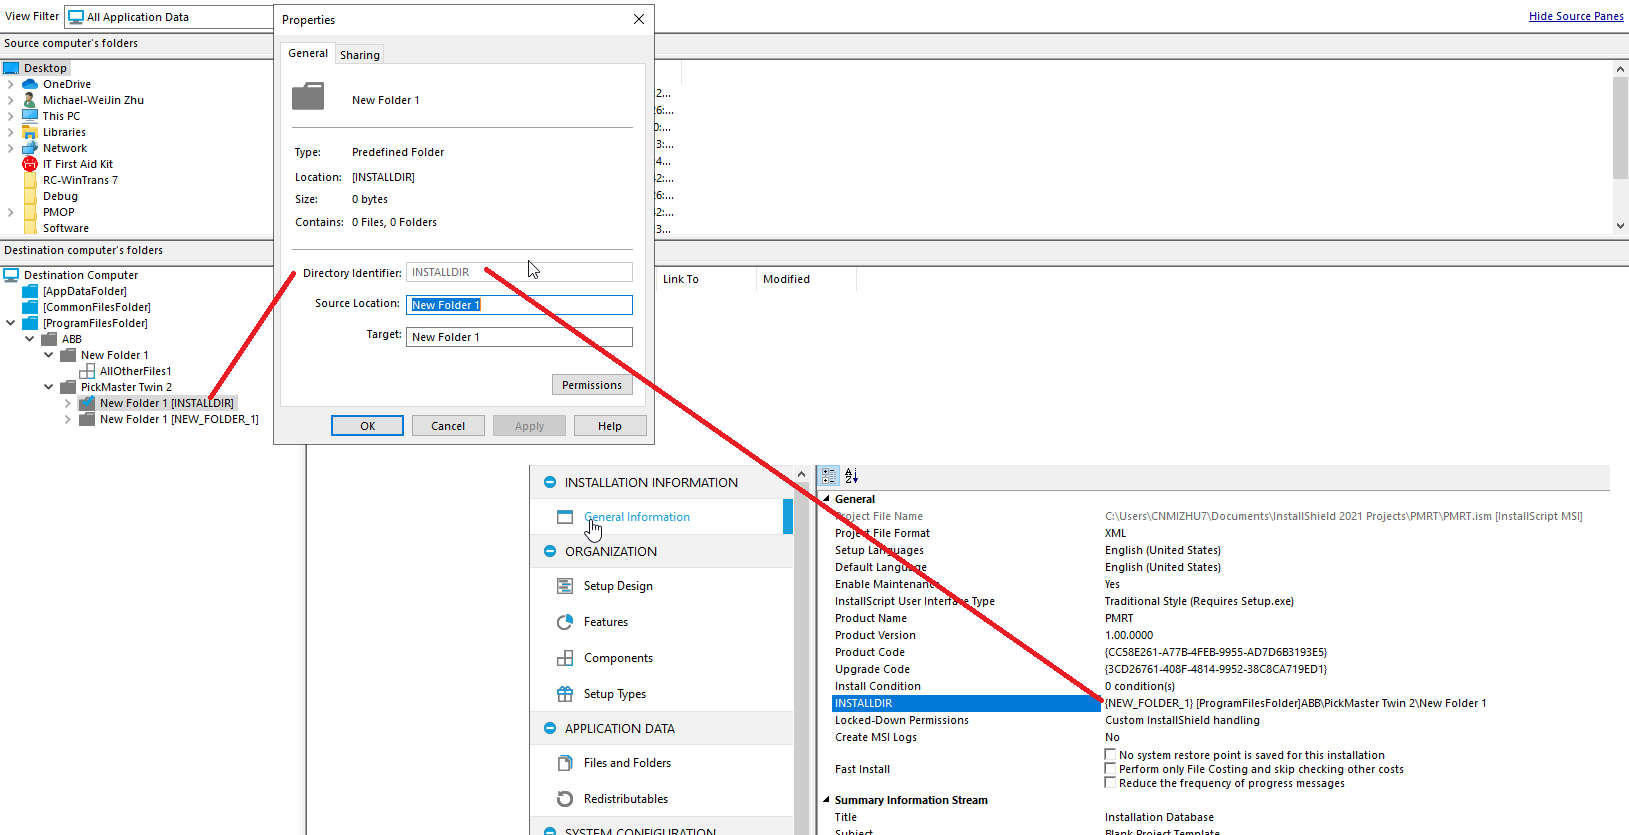 View Filter
All Application Data
Hide Source Panes
Source computer's folders
Desktop
OneDrive
Michael-WeiJin Zhu
This PC
Libraries
Network
IT First Aid Kit
RC-WinTrans 7
Debug
PMOP
Software
Destination computer's folders
Destination Computer
[AppDataFolder]
[CommonFilesFolder]
[ProgramFilesFolder]
ABB
New Folder 1
AllOtherFiles1
PickMaster Twin 2
New Folder 1 [INSTALLDIR]
New Folder 1 [NEW_FOLDER_1]
Properties
General
Sharing
New Folder 1
Type: Predefined Folder
Location: [INSTALLDIR]
Size: 0 bytes
Contains: 0 Files, 0 Folders
Directory Identifier: INSTALLDIR
Source Location: New Folder 1
Target: New Folder 1
Permissions
OK
Cancel
Apply
Help
2...
26:...
0:...
3:...
4...
42:...
26:...
32:...
3...
Link To
Modified
INSTALLATION INFORMATION
General Information
ORGANIZATION
Setup Design
Features
Components
Setup Types
APPLICATION DATA
Files and Folders
Redistributables
SYSTEM CONFIGURATION
General
Project File Name C:\Users\CNMIZHU7\Documents\InstallShield 2021 Projects\PMRT\PMRT.ism [InstallScript MSI]
Project File Format XML
Setup Languages English (United States)
Default Language English (United States)
Enable Maintenance Yes
InstallScript User Interface Type Traditional Style (Requires Setup.exe)
Product Name PMRT
Product Version 1.00.0000
Product Code {CC58E261-A77B-4FEB-9955-AD7D6B3193E5}
Upgrade Code {3CD26761-408F-4814-9952-38C8CA719ED1}
Install Condition 0 condition(s)
INSTALLDIR {NEW_FOLDER_1} [ProgramFilesFolder]ABB\PickMaster Twin 2\New Folder 1
Locked-Down Permissions Custom InstallShield handling
Create MSI Logs No
No system restore point is saved for this installation
Fast Install Perform only File Costing and skip checking other costs
Reduce the frequency of progress messages
Summary Information Stream
Title Installation Database
Subject Blank Project Template